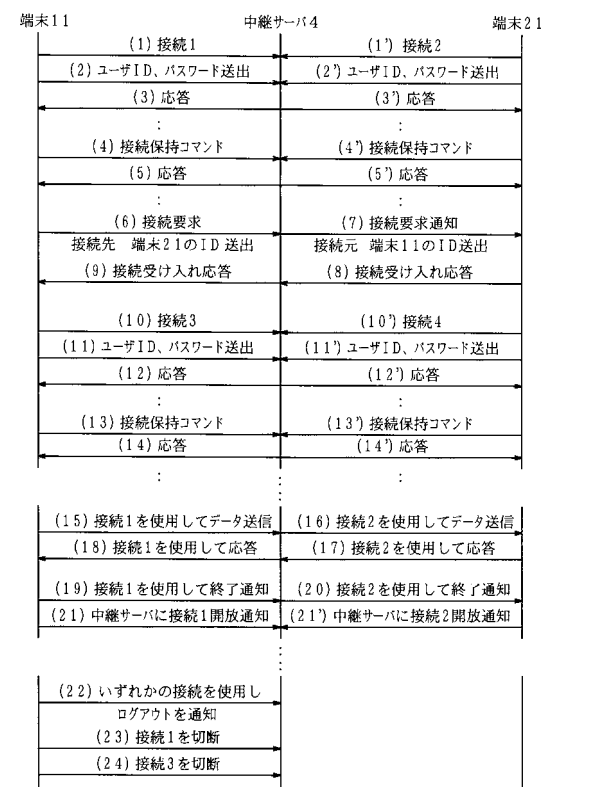 端末11 中継サーバ4 端末21
(1) 接続1 (1') 接続2
(2) ユーザID、パスワード送出 (2') ユーザID、パスワード送出
(3) 応答 (3') 応答
: :
(4) 接続保持コマンド (4') 接続保持コマンド
(5) 応答 (5') 応答
: :
(6) 接続要求 (7) 接続要求通知
接続先 端末21のID送出 接続元 端末11のID送出
(9) 接続受け入れ応答 (8) 接続受け入れ応答
(10) 接続3 (10') 接続4
(11) ユーザID、パスワード送出 (11') ユーザID、パスワード送出
(12) 応答 (12') 応答
: :
(13) 接続保持コマンド (13') 接続保持コマンド
(14) 応答 (14') 応答
: : :
(15) 接続1を使用してデータ送信 (16) 接続2を使用してデータ送信
(18) 接続1を使用して応答 (17) 接続2を使用して応答
(19) 接続1を使用して終了通知 (20) 接続2を使用して終了通知
(21) 中継サーバに接続1開放通知 (21') 中継サーバに接続2開放通知
:
(22) いずれかの接続を使用し
ログアウトを通知
(23) 接続1を切断
(24) 接続3を切断